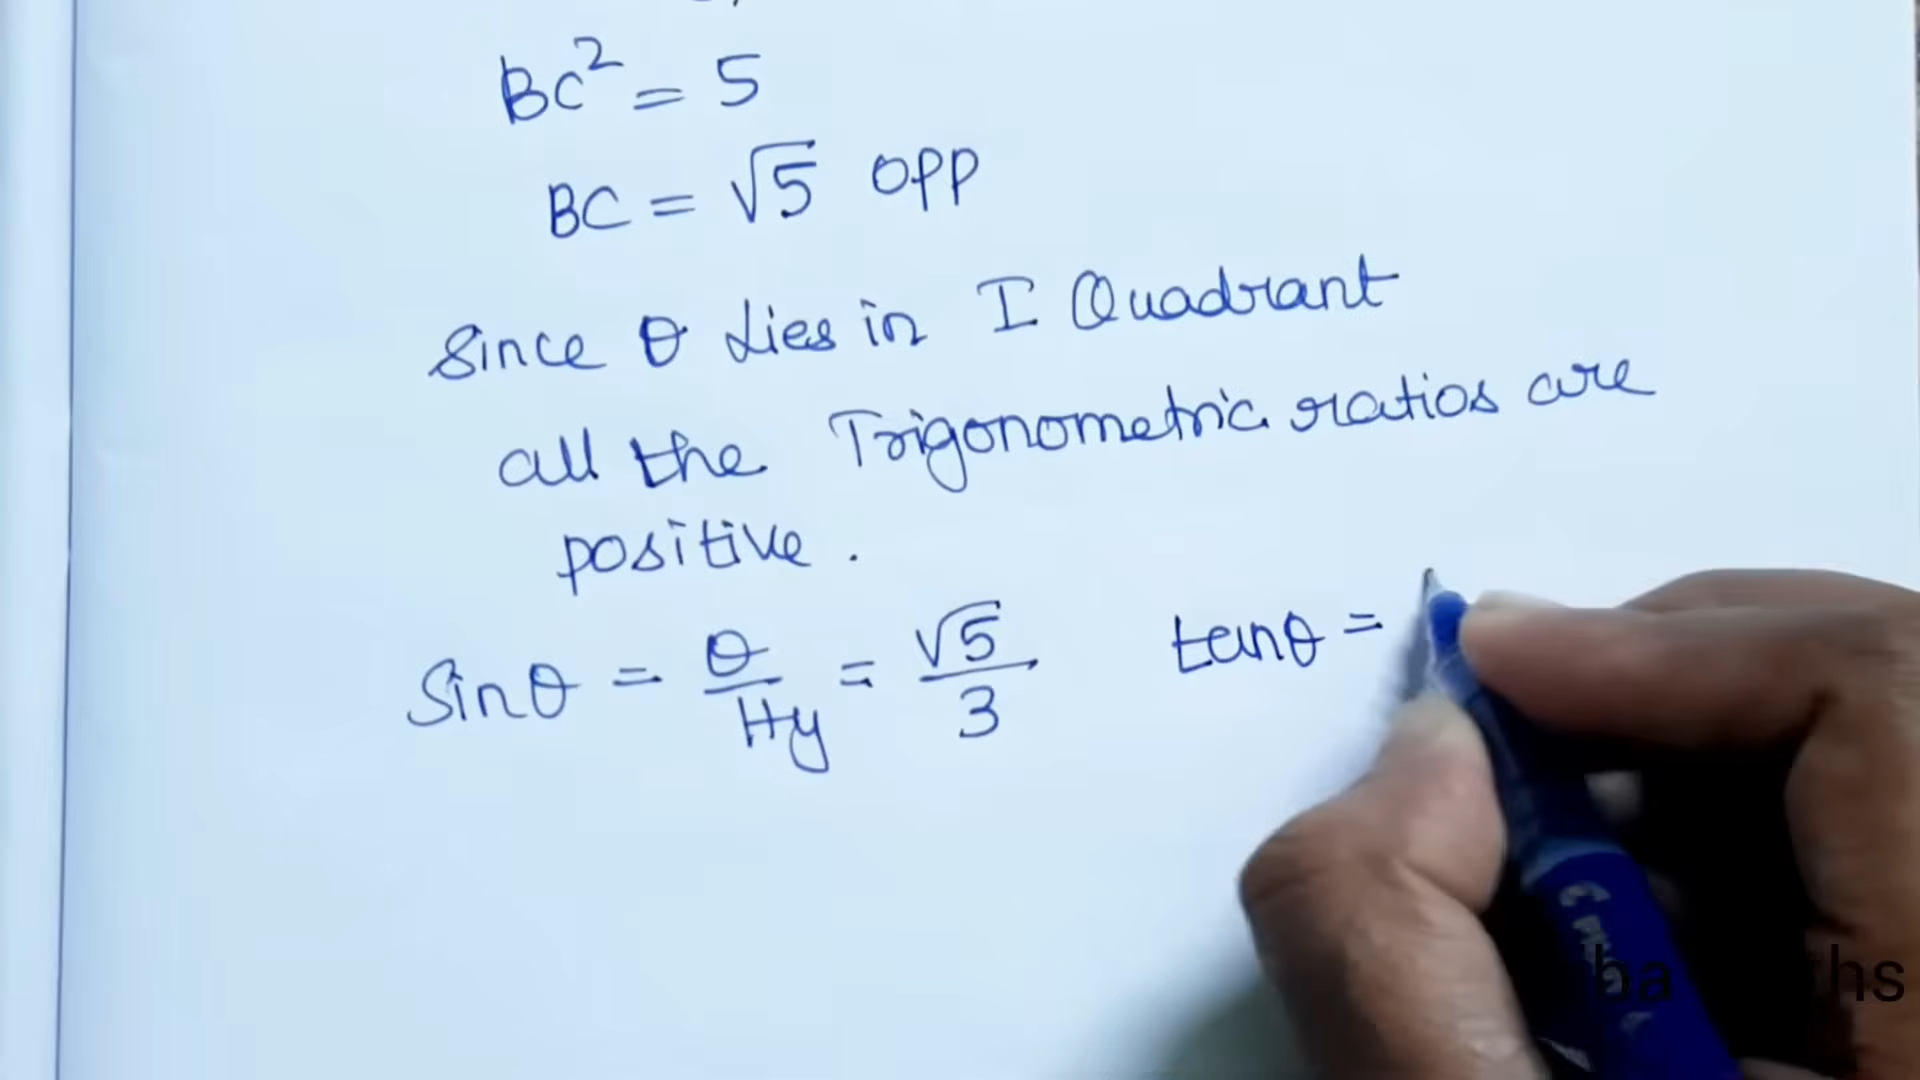 BC² = 5
BC = √5 opp
Since θ Lies in I Quadrant
all the Trigonometric ratios are
positive.
Sinθ = O/Hy = √5/3 tanθ =